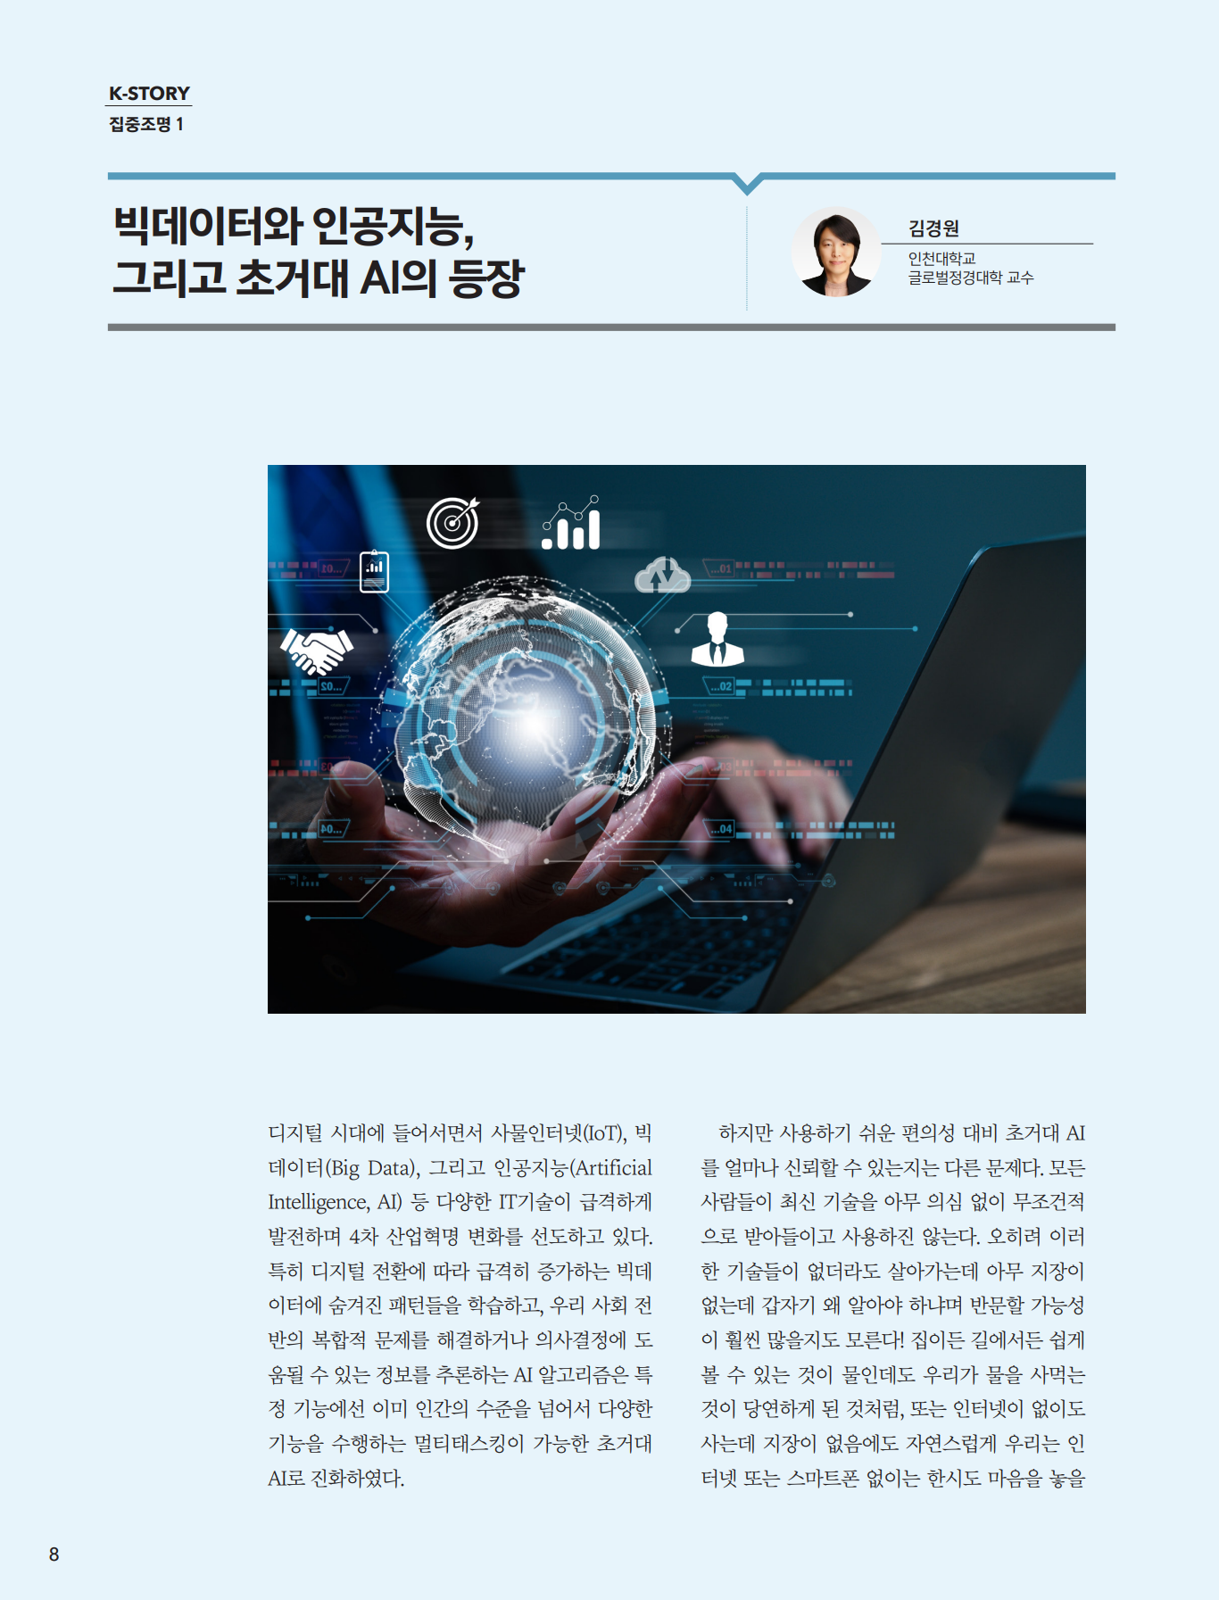 K-STORY
집중조명 1
빅데이터와 인공지능,
그리고 초거대 AI의 등장
김경원
인천대학교
글로벌정경대학 교수
...01
...02
...04
디지털 시대에 들어서면서 사물인터넷(IoT), 빅
데이터(Big Data), 그리고 인공지능(Artificial
Intelligence, AI) 등 다양한 IT기술이 급격하게
발전하며 4차 산업혁명 변화를 선도하고 있다.
특히 디지털 전환에 따라 급격히 증가하는 빅데
이터에 숨겨진 패턴들을 학습하고, 우리 사회 전
반의 복합적 문제를 해결하거나 의사결정에 도
움될 수 있는 정보를 추론하는 AI 알고리즘은 특
정 기능에선 이미 인간의 수준을 넘어서 다양한
기능을 수행하는 멀티태스킹이 가능한 초거대
AI로 진화하였다.
하지만 사용하기 쉬운 편의성 대비 초거대 AI
를 얼마나 신뢰할 수 있는지는 다른 문제다. 모든
사람들이 최신 기술을 아무 의심 없이 무조건적
으로 받아들이고 사용하진 않는다. 오히려 이러
한 기술들이 없더라도 살아가는데 아무 지장이
없는데 갑자기 왜 알아야 하냐며 반문할 가능성
이 훨씬 많을지도 모른다! 집이든 길에서든 쉽게
볼 수 있는 것이 물인데도 우리가 물을 사먹는
것이 당연하게 된 것처럼, 또는 인터넷이 없이도
사는데 지장이 없음에도 자연스럽게 우리는 인
터넷 또는 스마트폰 없이는 한시도 마음을 놓을
8